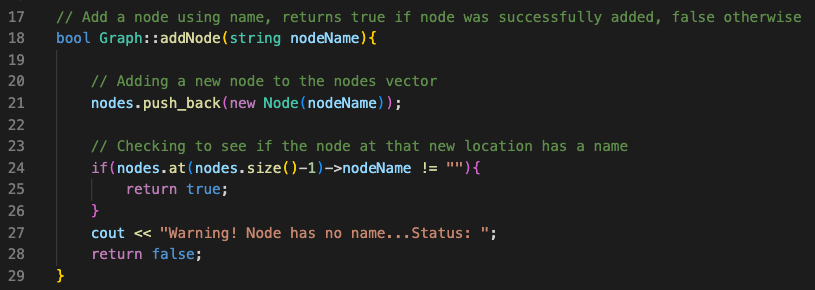 17 // Add a node using name, returns true if node was successfully added, false otherwise
18 bool Graph::addNode(string nodeName){
19
20     // Adding a new node to the nodes vector
21     nodes.push_back(new Node(nodeName));
22
23     // Checking to see if the node at that new location has a name
24     if(nodes.at(nodes.size()-1)->nodeName != ""){
25         return true;
26     }
27     cout << "Warning! Node has no name...Status: ";
28     return false;
29 }